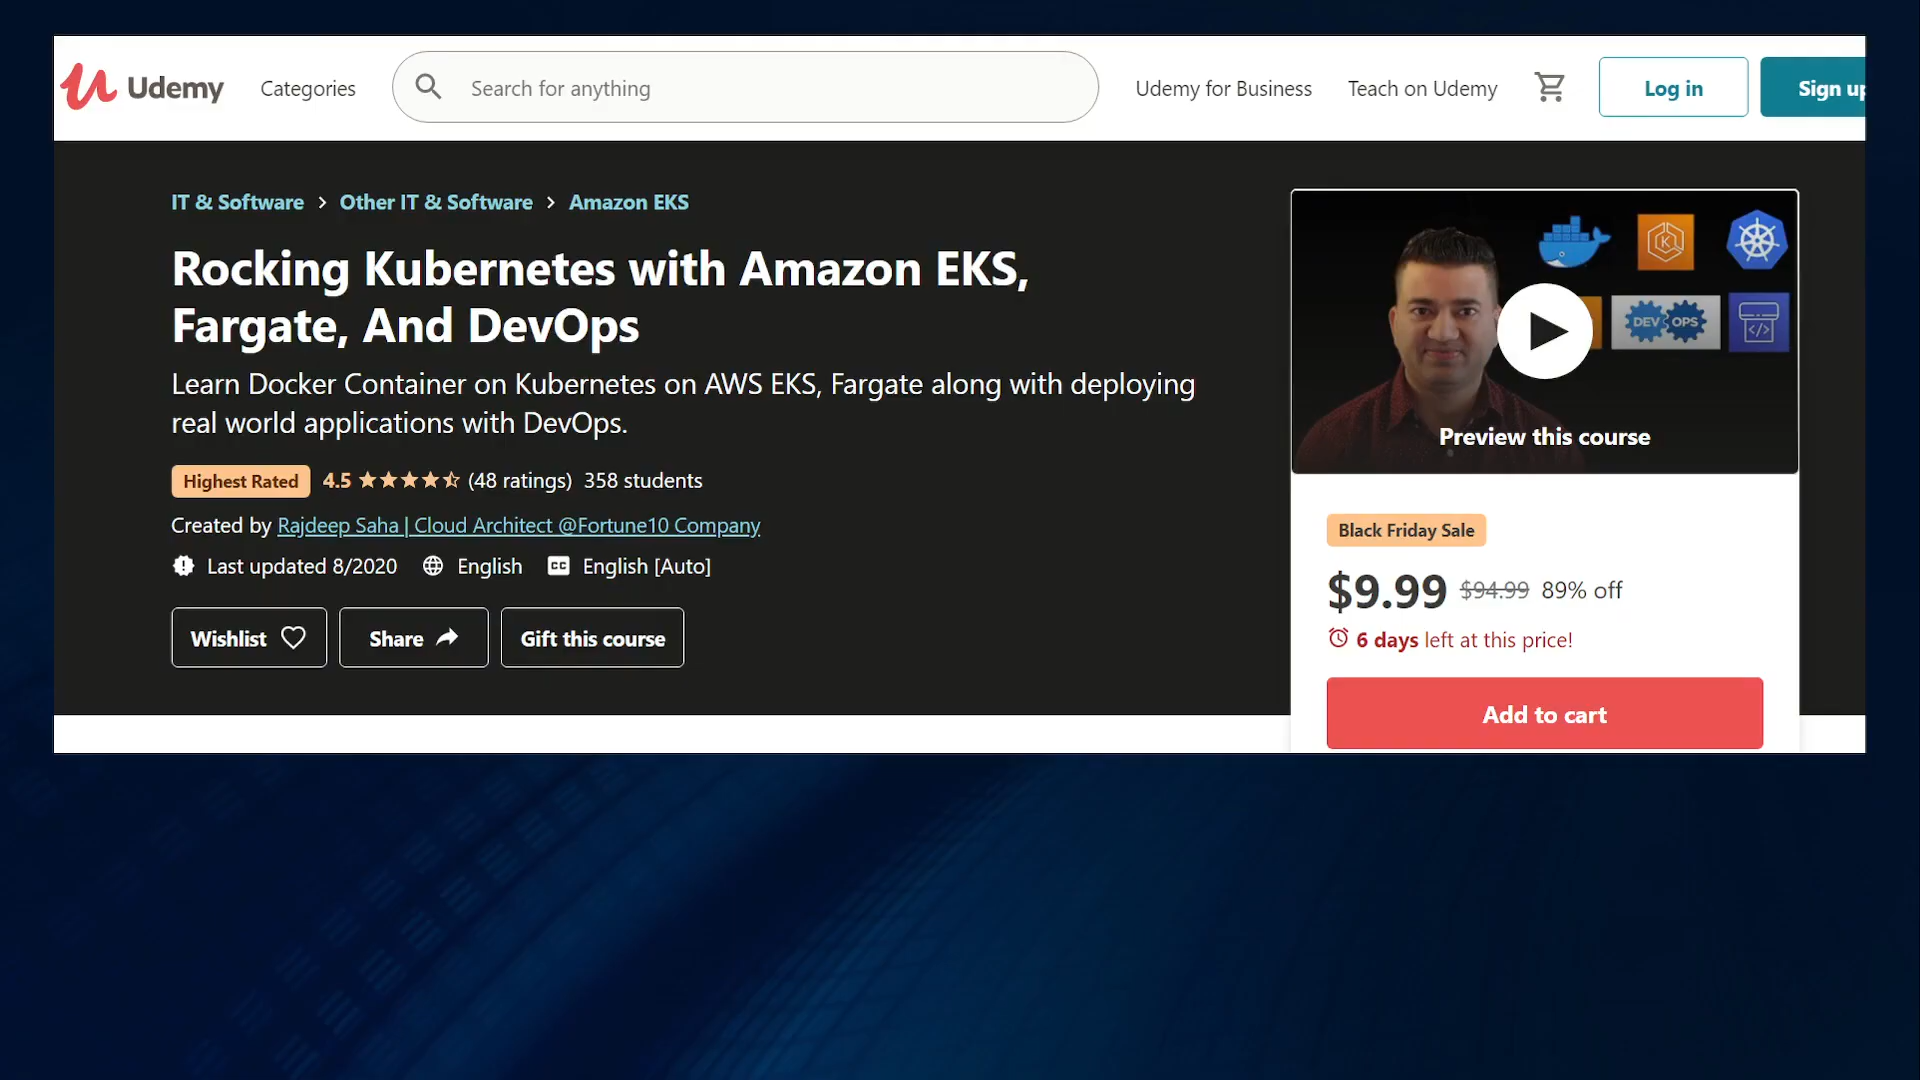 Udemy
Categories
Search for anything
Udemy for Business
Teach on Udemy
Log in
Sign up
IT & Software > Other IT & Software > Amazon EKS
Rocking Kubernetes with Amazon EKS,
Fargate, And DevOps
Learn Docker Container on Kubernetes on AWS EKS, Fargate along with deploying
real world applications with DevOps.
Highest Rated 4.5 (48 ratings) 358 students
Created by Rajdeep Saha | Cloud Architect @Fortune10 Company
Last updated 8/2020 English CC English [Auto]
Wishlist
Share
Gift this course
K
DEV OPS
</>
Preview this course
Black Friday Sale
$9.99 $94.99 89% off
6 days left at this price!
Add to cart